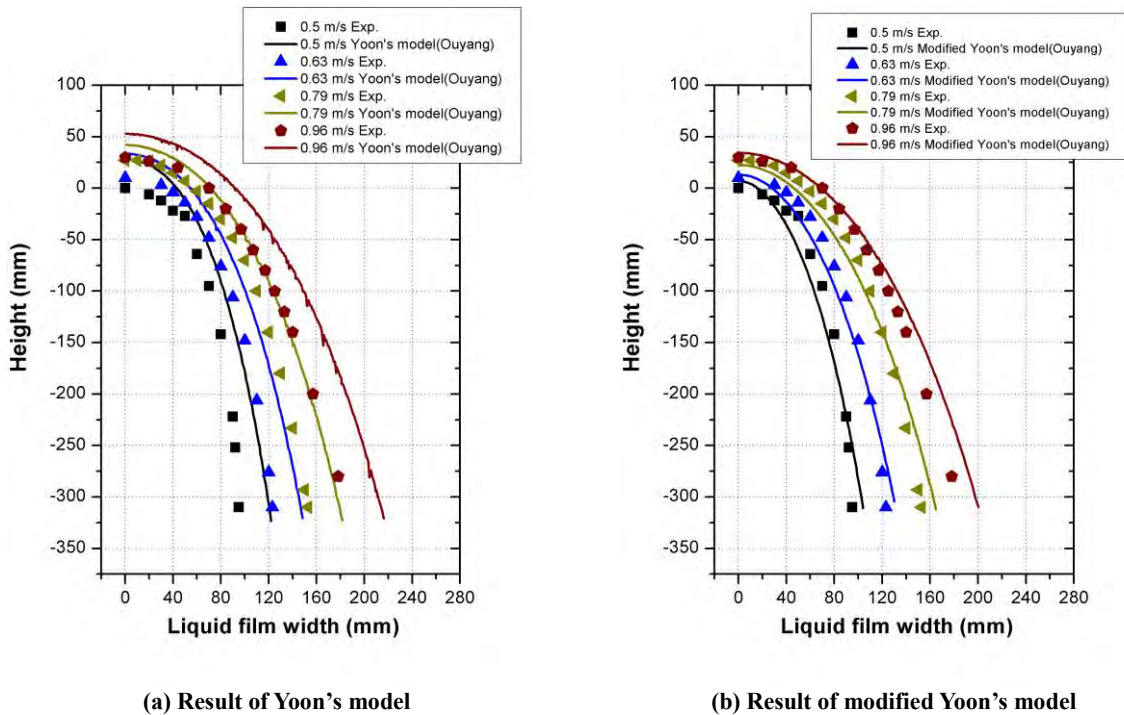 0.5 m/s Exp.
0.5 m/s Yoon's model(Ouyang)
0.63 m/s Exp.
0.63 m/s Yoon's model(Ouyang)
0.79 m/s Exp.
0.79 m/s Yoon's model(Ouyang)
0.96 m/s Exp.
0.96 m/s Yoon's model(Ouyang)
100
50
0
-50
-100
-150
-200
-250
-300
-350
Height (mm)
0 40 80 120 160 200 240 280
Liquid film width (mm)
(a) Result of Yoon's model
0.5 m/s Exp.
0.5 m/s Modified Yoon's model(Ouyang)
0.63 m/s Exp.
0.63 m/s Modified Yoon's model(Ouyang)
0.79 m/s Exp.
0.79 m/s Modified Yoon's model(Ouyang)
0.96 m/s Exp.
0.96 m/s Modified Yoon's model(Ouyang)
100
50
0
-50
-100
-150
-200
-250
-300
-350
Height (mm)
0 40 80 120 160 200 240 280
Liquid film width (mm)
(b) Result of modified Yoon's model